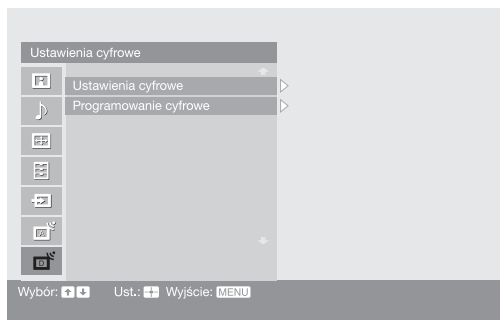 Ustawienia cyfrowe
Ustawienia cyfrowe
Programowanie cyfrowe
Wybór: Ust.: Wyjście: MENU